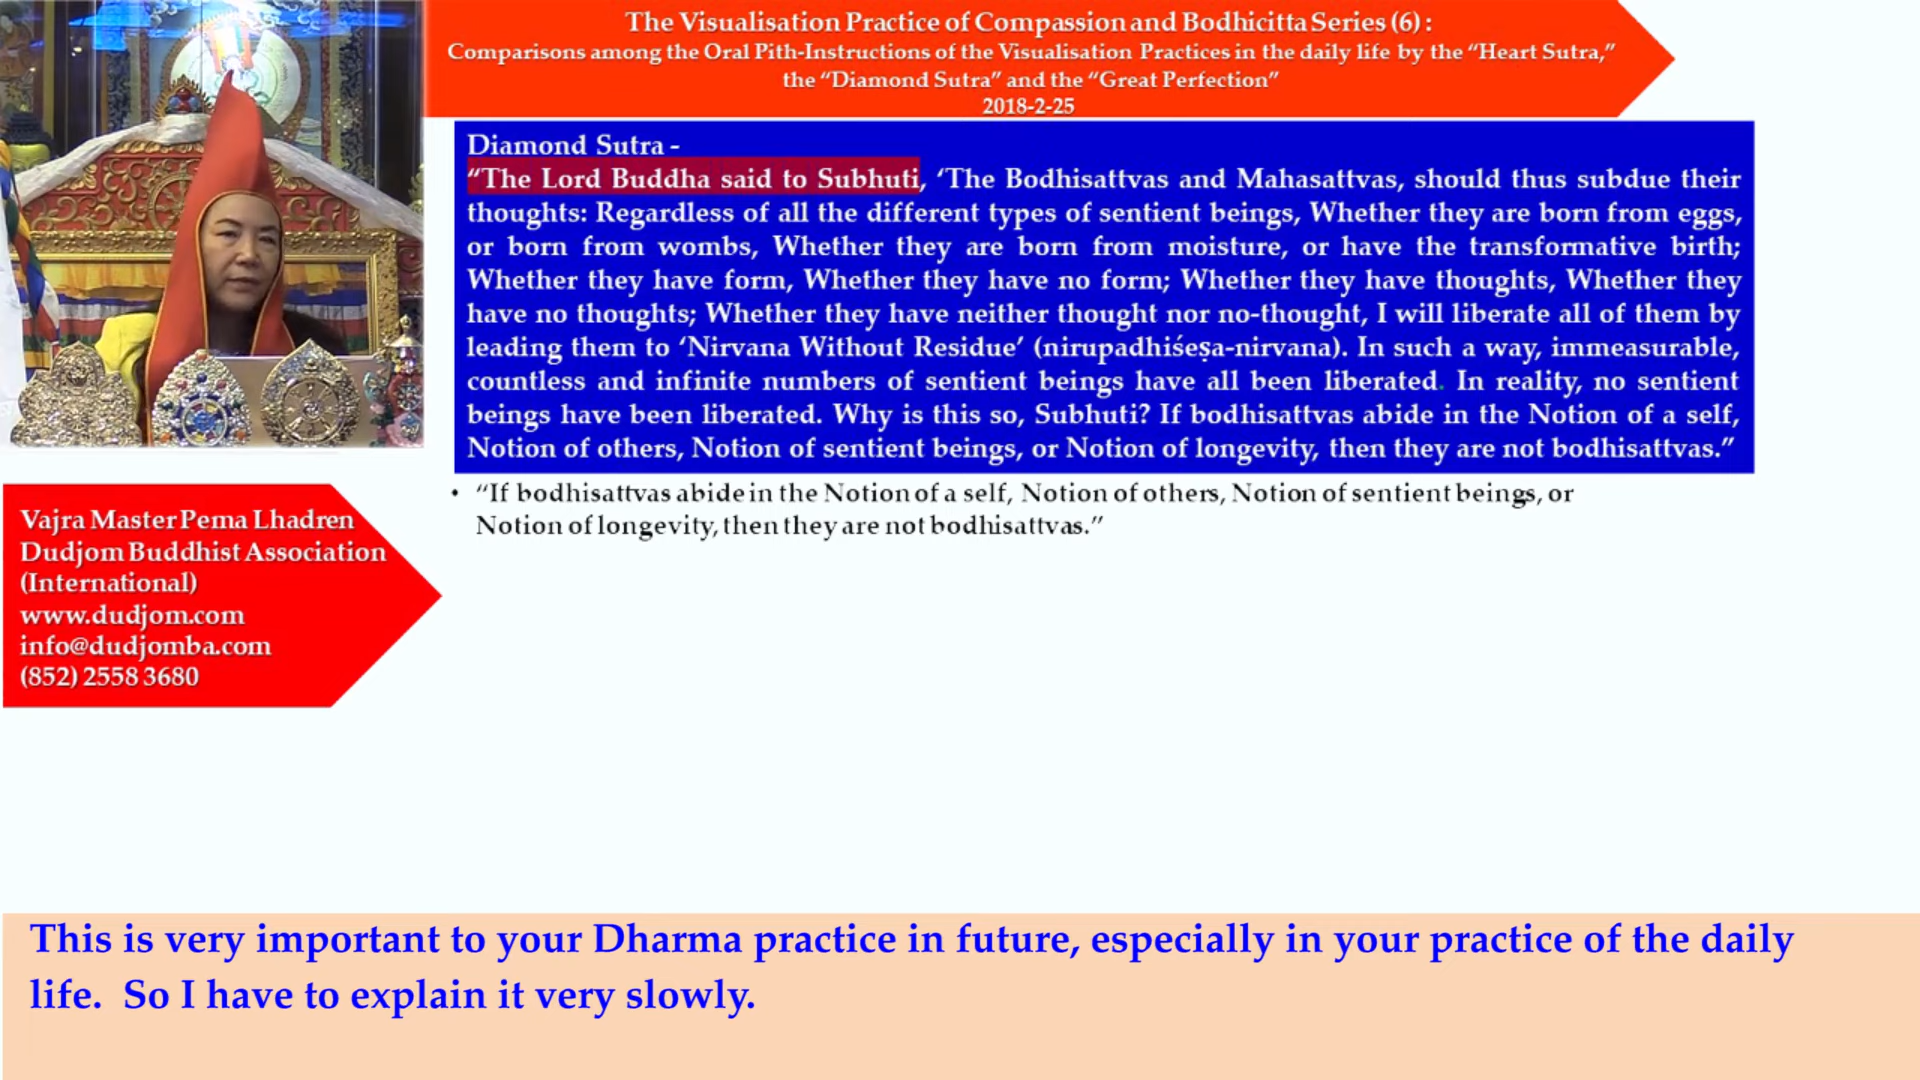 The Visualisation Practice of Compassion and Bodhicitta Series (6) :
Comparisons among the Oral Pith-Instructions of the Visualisation Practices in the daily life by the “Heart Sutra,”
the “Diamond Sutra” and the “Great Perfection”
2018-2-25
Diamond Sutra -
“The Lord Buddha said to Subhuti, ‘The Bodhisattvas and Mahasattvas, should thus subdue their
thoughts: Regardless of all the different types of sentient beings, Whether they are born from eggs,
or born from wombs, Whether they are born from moisture, or have the transformative birth;
Whether they have form, Whether they have no form; Whether they have thoughts, Whether they
have no thoughts; Whether they have neither thought nor no-thought, I will liberate all of them by
leading them to ‘Nirvana Without Residue’ (nirupadhiśeṣa-nirvana). In such a way, immeasurable,
countless and infinite numbers of sentient beings have all been liberated. In reality, no sentient
beings have been liberated. Why is this so, Subhuti? If bodhisattvas abide in the Notion of a self,
Notion of others, Notion of sentient beings, or Notion of longevity, then they are not bodhisattvas.”
• “If bodhisattvas abide in the Notion of a self, Notion of others, Notion of sentient beings, or
Notion of longevity, then they are not bodhisattvas.”
Vajra Master Pema Lhadren
Dudjom Buddhist Association
(International)
www.dudjom.com
info@dudjomba.com
(852) 2558 3680
This is very important to your Dharma practice in future, especially in your practice of the daily
life. So I have to explain it very slowly.